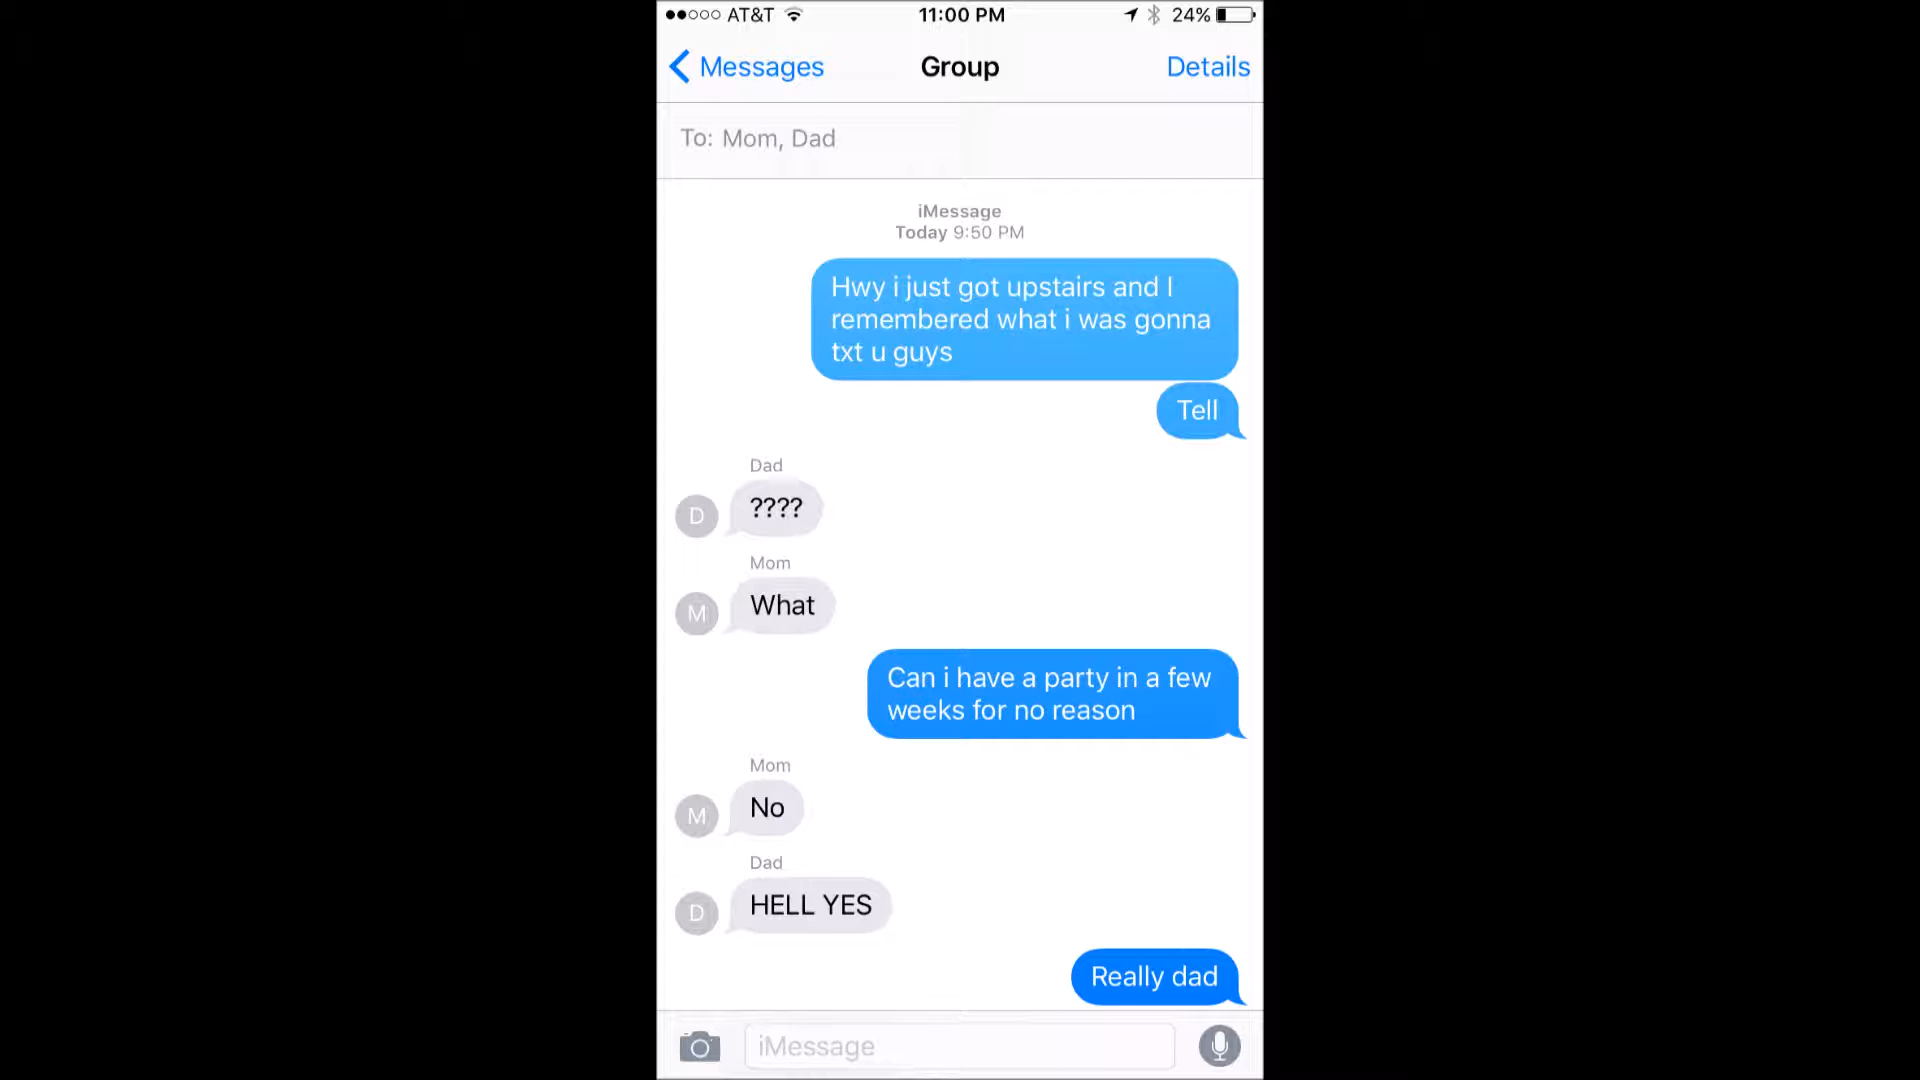 AT&T 11:00 PM 24%
Messages Group Details
To: Mom, Dad
iMessage
Today 9:50 PM
Hwy i just got upstairs and I
remembered what i was gonna
txt u guys
Tell
Dad
D ????
Mom
M What
Can i have a party in a few
weeks for no reason
Mom
M No
Dad
D HELL YES
Really dad
iMessage